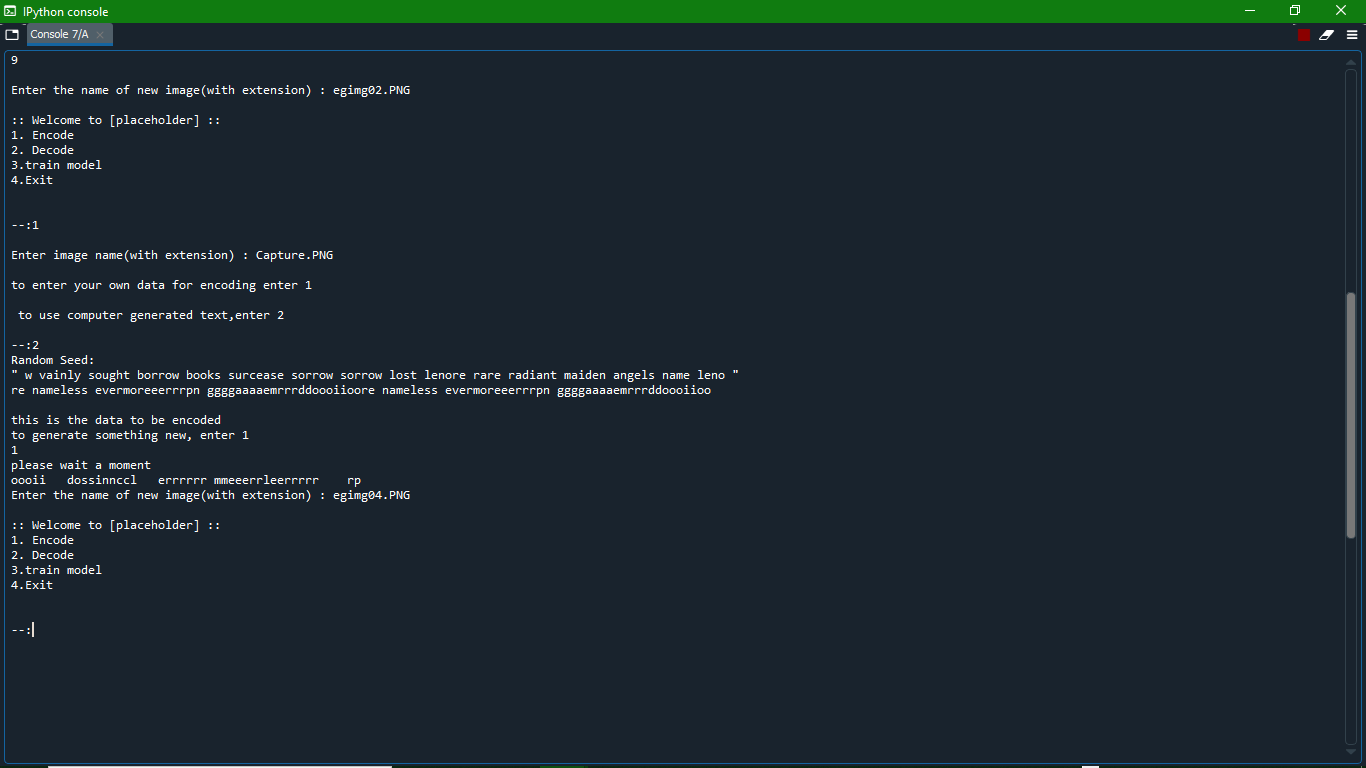 IPython console
Console 7/A
9
Enter the name of new image(with extension) : egimg02.PNG
:: Welcome to [placeholder] ::
1. Encode
2. Decode
3.train model
4.Exit
--:1
Enter image name(with extension) : Capture.PNG
to enter your own data for encoding enter 1
to use computer generated text,enter 2
--:2
Random Seed:
" w vainly sought borrow books surcease sorrow sorrow lost lenore rare radiant maiden angels name leno "
re nameless evermoreeerrrpn ggggaaaaemrrrddoooiioore nameless evermoreeerrrpn ggggaaaaemrrrddoooiioo
this is the data to be encoded
to generate something new, enter 1
1
please wait a moment
oooii   dossinnccl   errrrrr mmeeerrleerrrrr    rp
Enter the name of new image(with extension) : egimg04.PNG
:: Welcome to [placeholder] ::
1. Encode
2. Decode
3.train model
4.Exit
--: